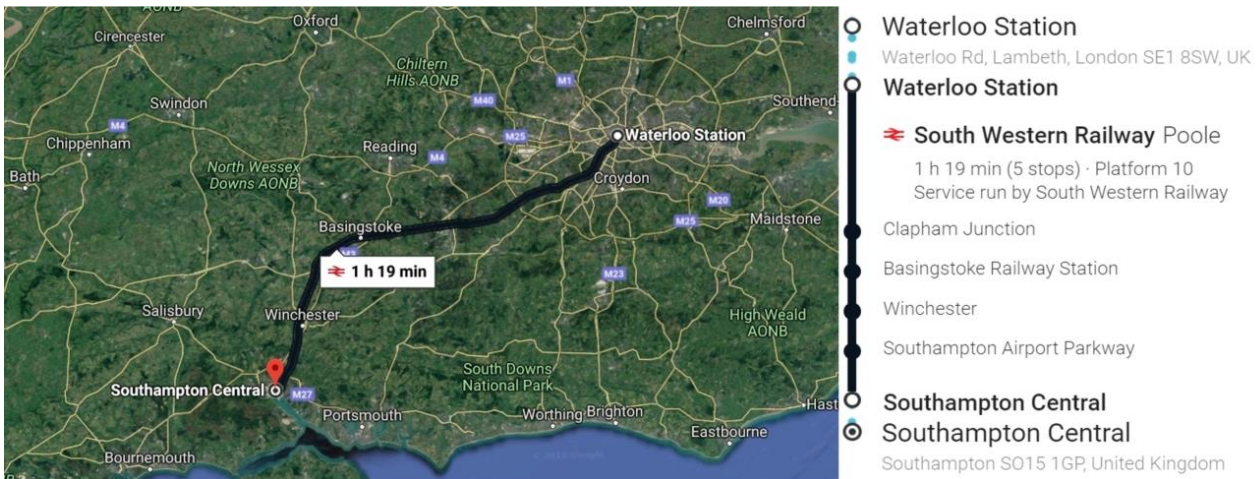 AONB
Oxford
Chelmsford
Cirencester
Chiltern
Hills AONB
M1
M40
Swindon
Southend-
M4
M25
Waterloo Station
Chippenham
Reading
M4
North Wessex
Downs AONB
Bath
Croydon
M20
M25
Maidstone
Basingstoke
M3
1 h 19 min
M23
Salisbury
Winchester
High Weald
AONB
South Downs
National Park
Southampton Central
M27
Portsmouth
Worthing
Brighton
Hast
Eastbourne
Bournemouth
Waterloo Station
Waterloo Rd, Lambeth, London SE1 8SW, UK
Waterloo Station
South Western Railway Poole
1 h 19 min (5 stops) · Platform 10
Service run by South Western Railway
Clapham Junction
Basingstoke Railway Station
Winchester
Southampton Airport Parkway
Southampton Central
Southampton Central
Southampton SO15 1GP, United Kingdom